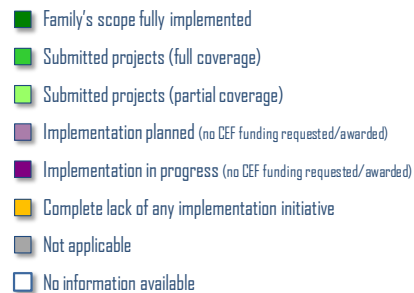 Family's scope fully implemented
Submitted projects (full coverage)
Submitted projects (partial coverage)
Implementation planned (no CEF funding requested/awarded)
Implementation in progress (no CEF funding requested/awarded)
Complete lack of any implementation initiative
Not applicable
No information available